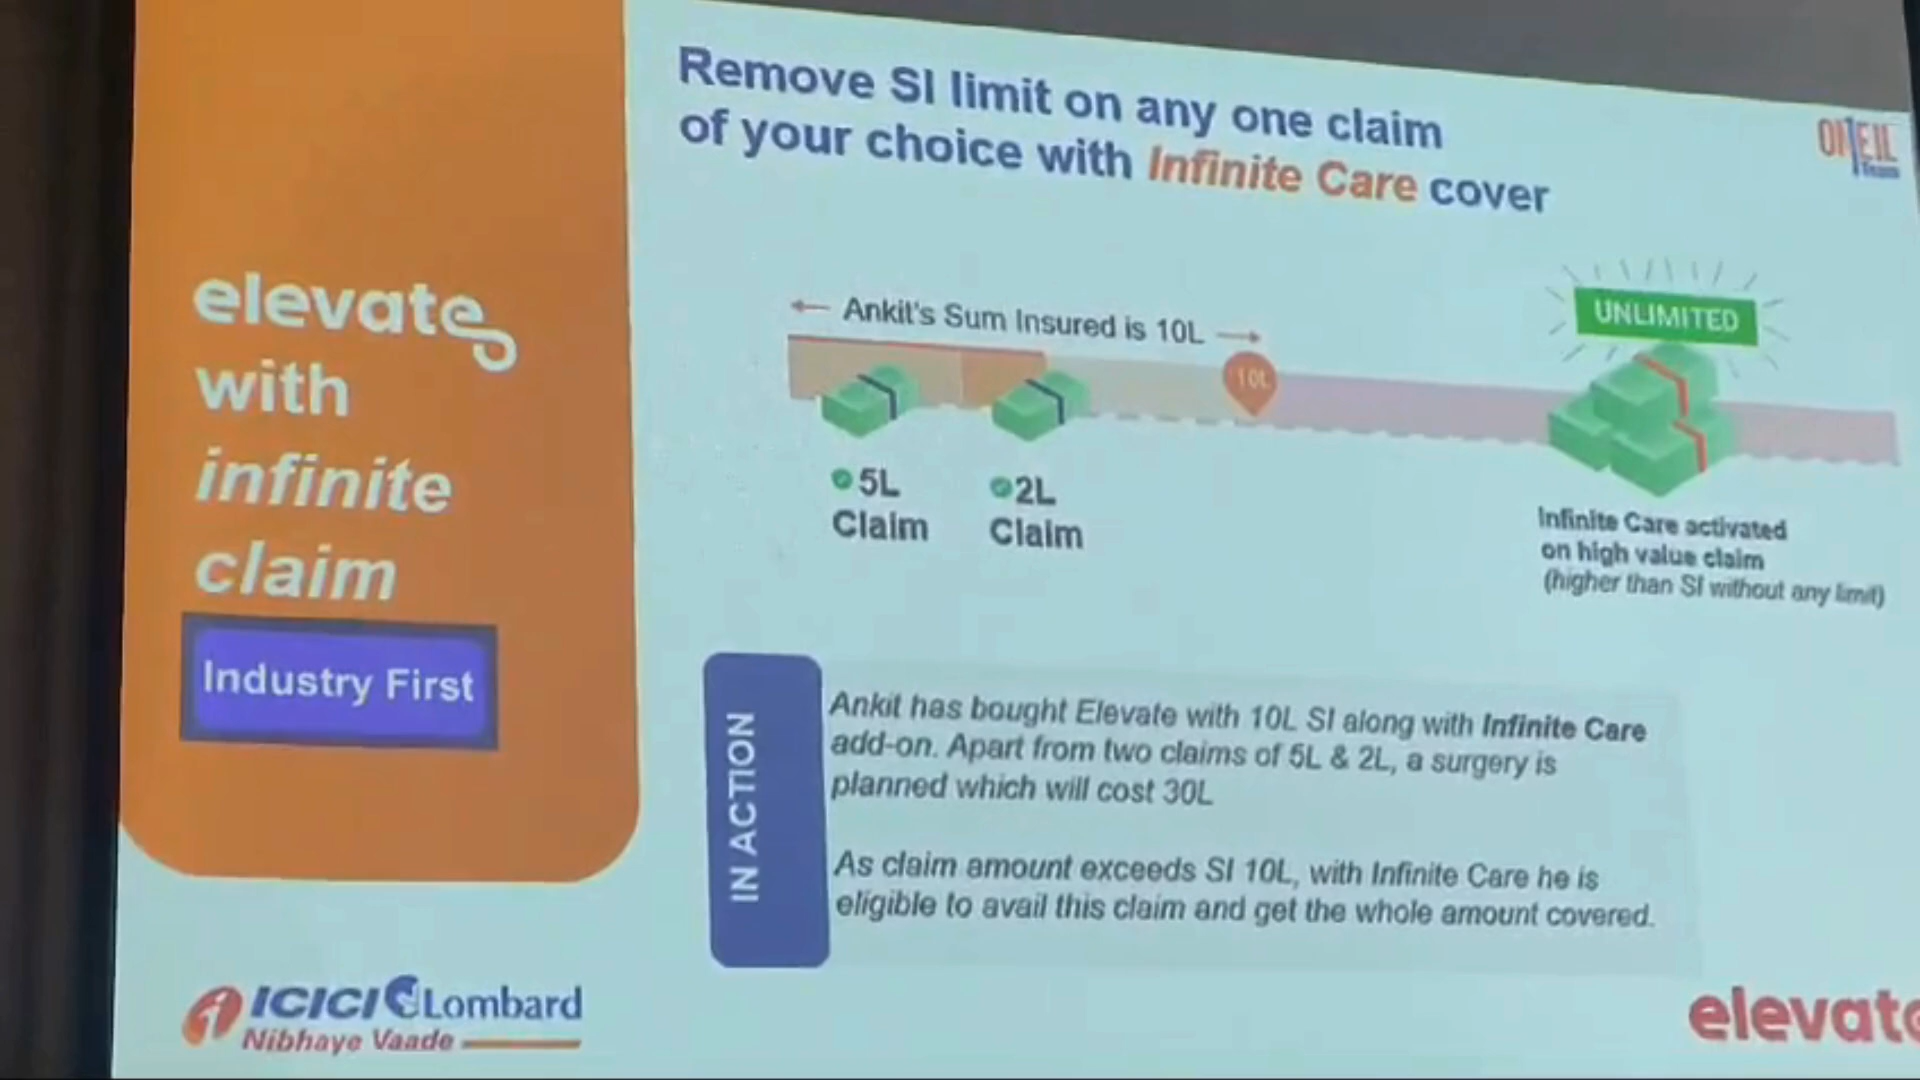 elevate
with
infinite
claim
Industry First
ICICI Lombard
Nibhaye Vaade
Remove SI limit on any one claim
of your choice with Infinite Care cover
ONEIL
Team
Ankit's Sum Insured is 10L
10L
UNLIMITED
5L
Claim
2L
Claim
Infinite Care activated
on high value claim
(higher than SI without any limit)
IN ACTION
Ankit has bought Elevate with 10L SI along with Infinite Care
add-on. Apart from two claims of 5L & 2L, a surgery is
planned which will cost 30L
As claim amount exceeds SI 10L, with Infinite Care he is
eligible to avail this claim and get the whole amount covered.
elevate